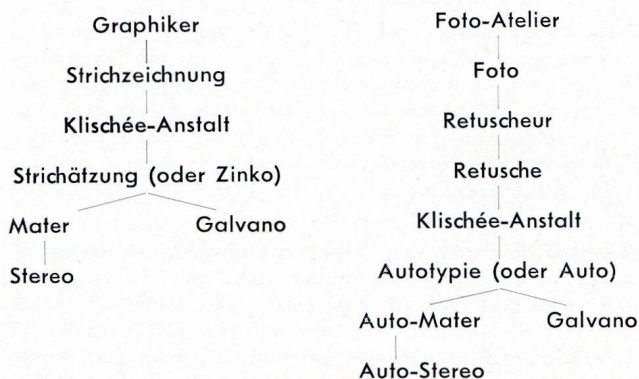 Graphiker
Strichzeichnung
Klischée-Anstalt
Strichätzung (oder Zinko)
Mater Galvano
Stereo
Foto-Atelier
Foto
Retuscheur
Retusche
Klischée-Anstalt
Autotypie (oder Auto)
Auto-Mater Galvano
Auto-Stereo